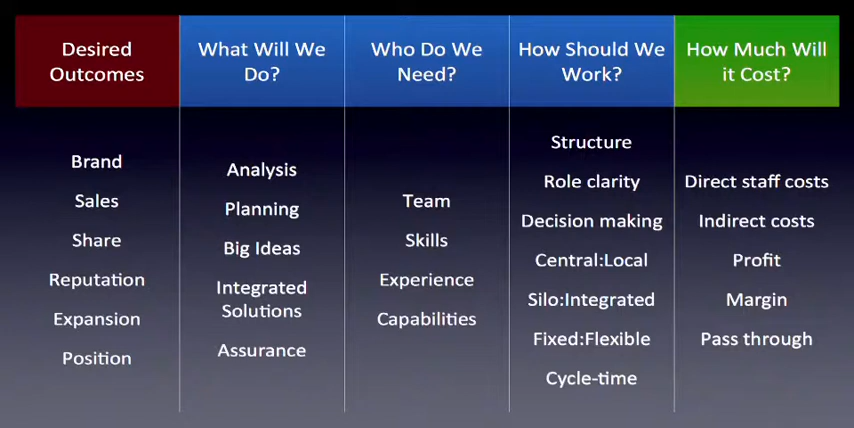 Desired
Outcomes
What Will We
Do?
Who Do We
Need?
How Should We
Work?
How Much Will
it Cost?
Brand
Sales
Share
Reputation
Expansion
Position
Analysis
Planning
Big Ideas
Integrated
Solutions
Assurance
Team
Skills
Experience
Capabilities
Structure
Role clarity
Decision making
Central:Local
Silo:Integrated
Fixed:Flexible
Cycle-time
Direct staff costs
Indirect costs
Profit
Margin
Pass through